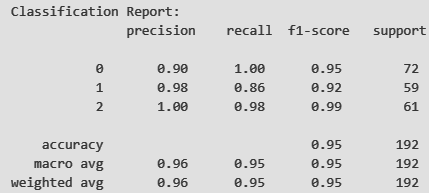 Classification Report:
precision recall f1-score support
0 0.90 1.00 0.95 72
1 0.98 0.86 0.92 59
2 1.00 0.98 0.99 61
accuracy 0.95 192
macro avg 0.96 0.95 0.95 192
weighted avg 0.96 0.95 0.95 192